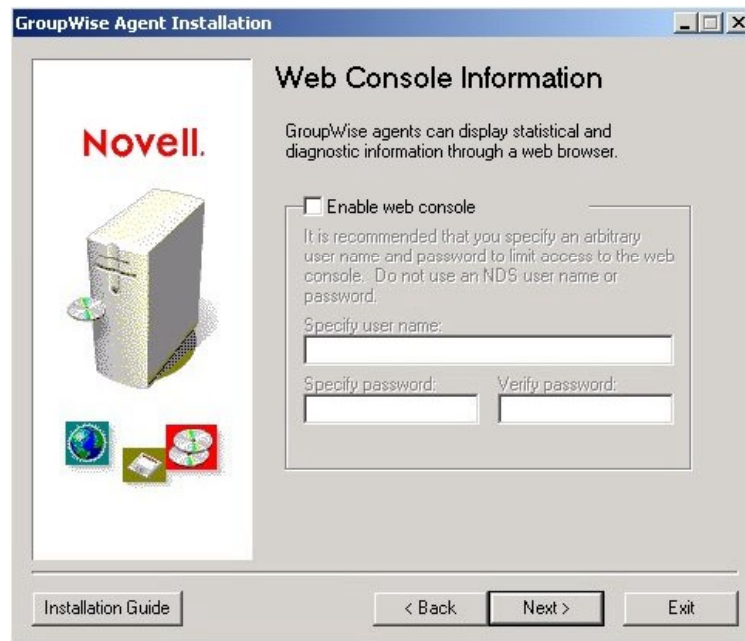 GroupWise Agent Installation
Novell.
Web Console Information
GroupWise agents can display statistical and
diagnostic information through a web browser.
Enable web console
It is recommended that you specify an arbitrary
user name and password to limit access to the web
console. Do not use an NDS user name or
password.
Specify user name:
Specify password: Verify password:
Installation Guide < Back Next > Exit